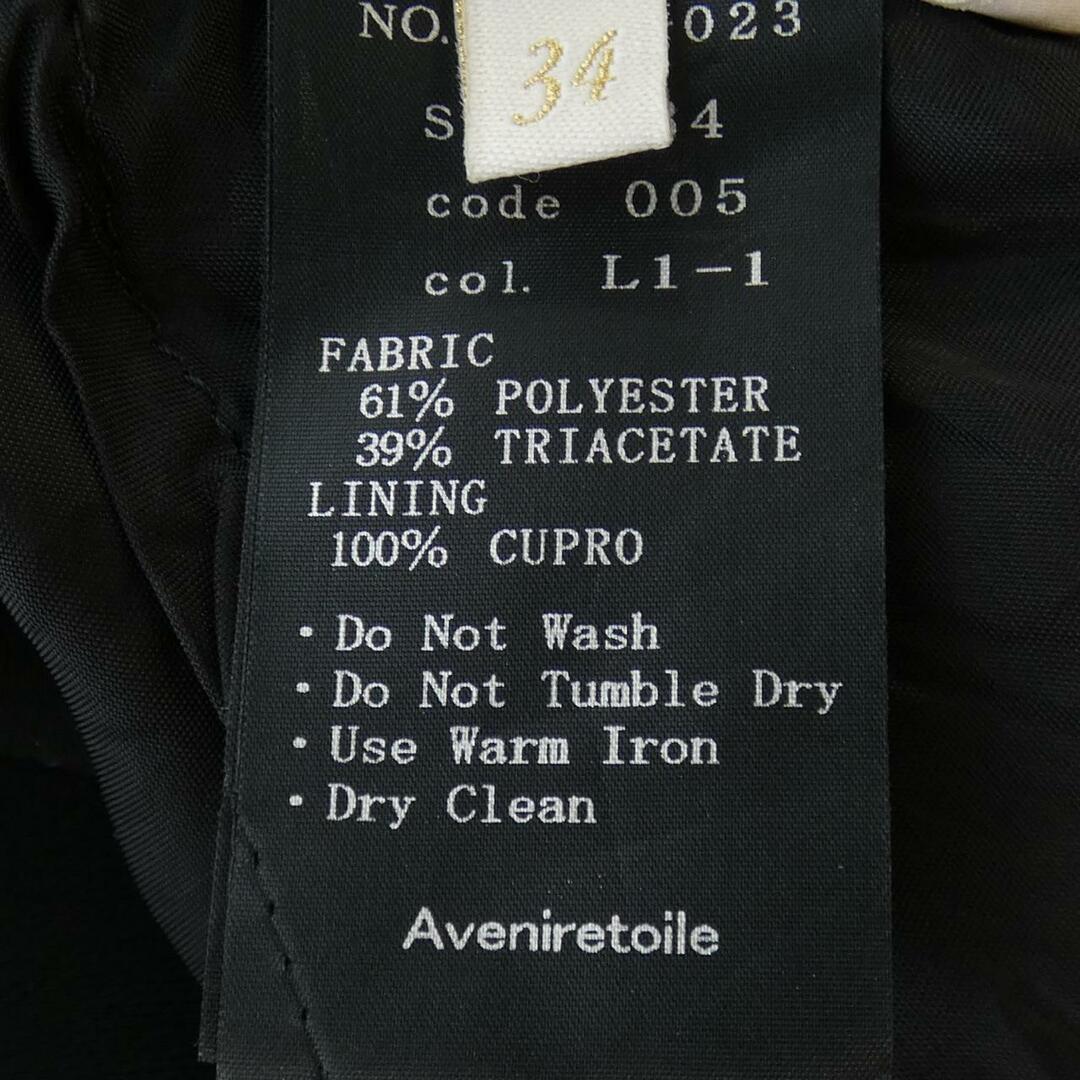 NO. 023
34
S 34
code 005
col. L1-1
FABRIC
61% POLYESTER
39% TRIACETATE
LINING
100% CUPRO
・Do Not Wash
・Do Not Tumble Dry
・Use Warm Iron
・Dry Clean
Aveniretoile